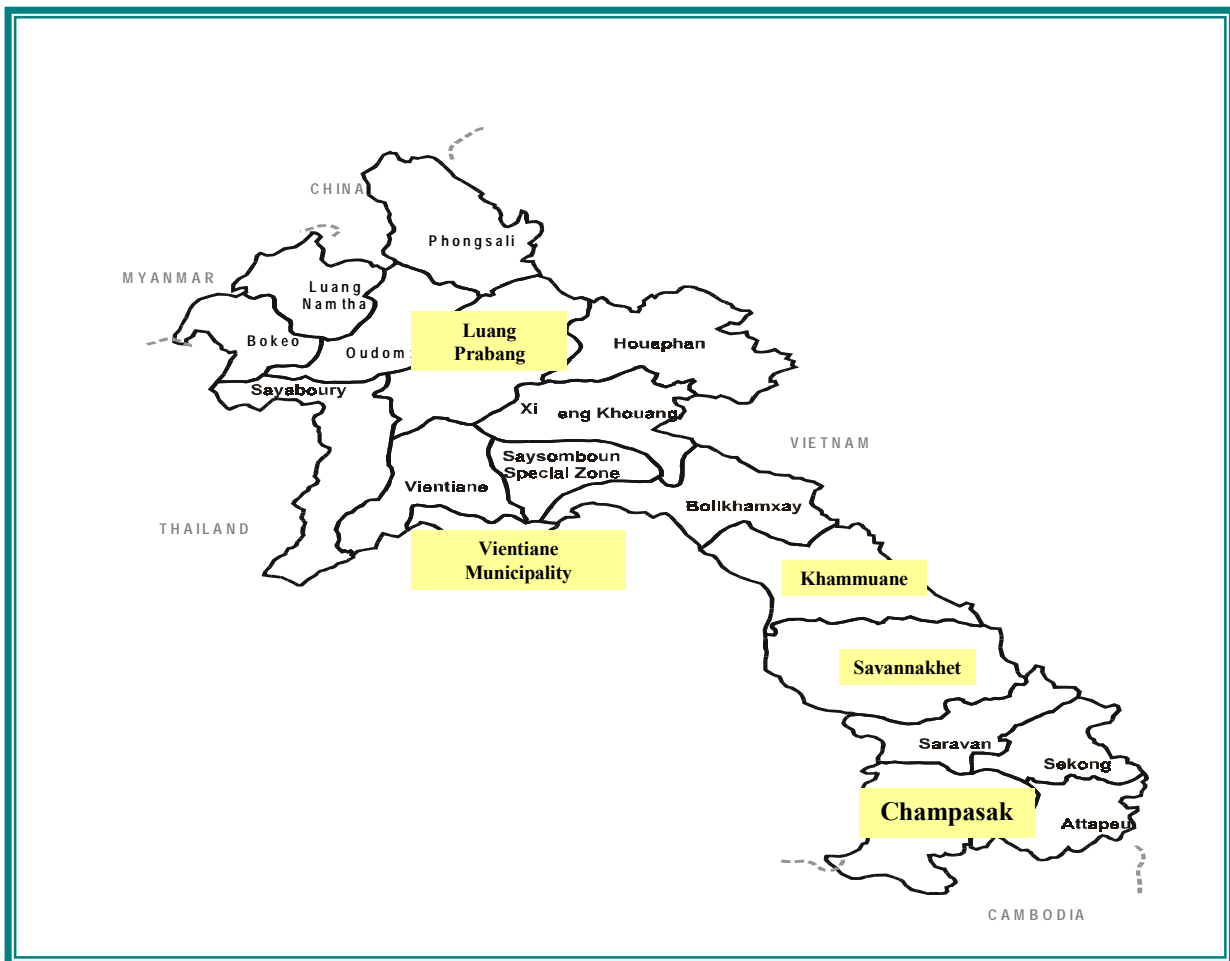 CHINA
Phongsali
MYANMAR
Luang
Namtha
Bokeo
Oudom
Luang
Prabang
Houaphan
Sayaboury
Xi eng Khouang
VIETNAM
Saysomboun
Special Zone
Vientiane
Bolikhamxay
THAILAND
Vientiane
Municipality
Khammuane
Savannakhet
Saravan
Sekong
Champasak
Attapeu
CAMBODIA